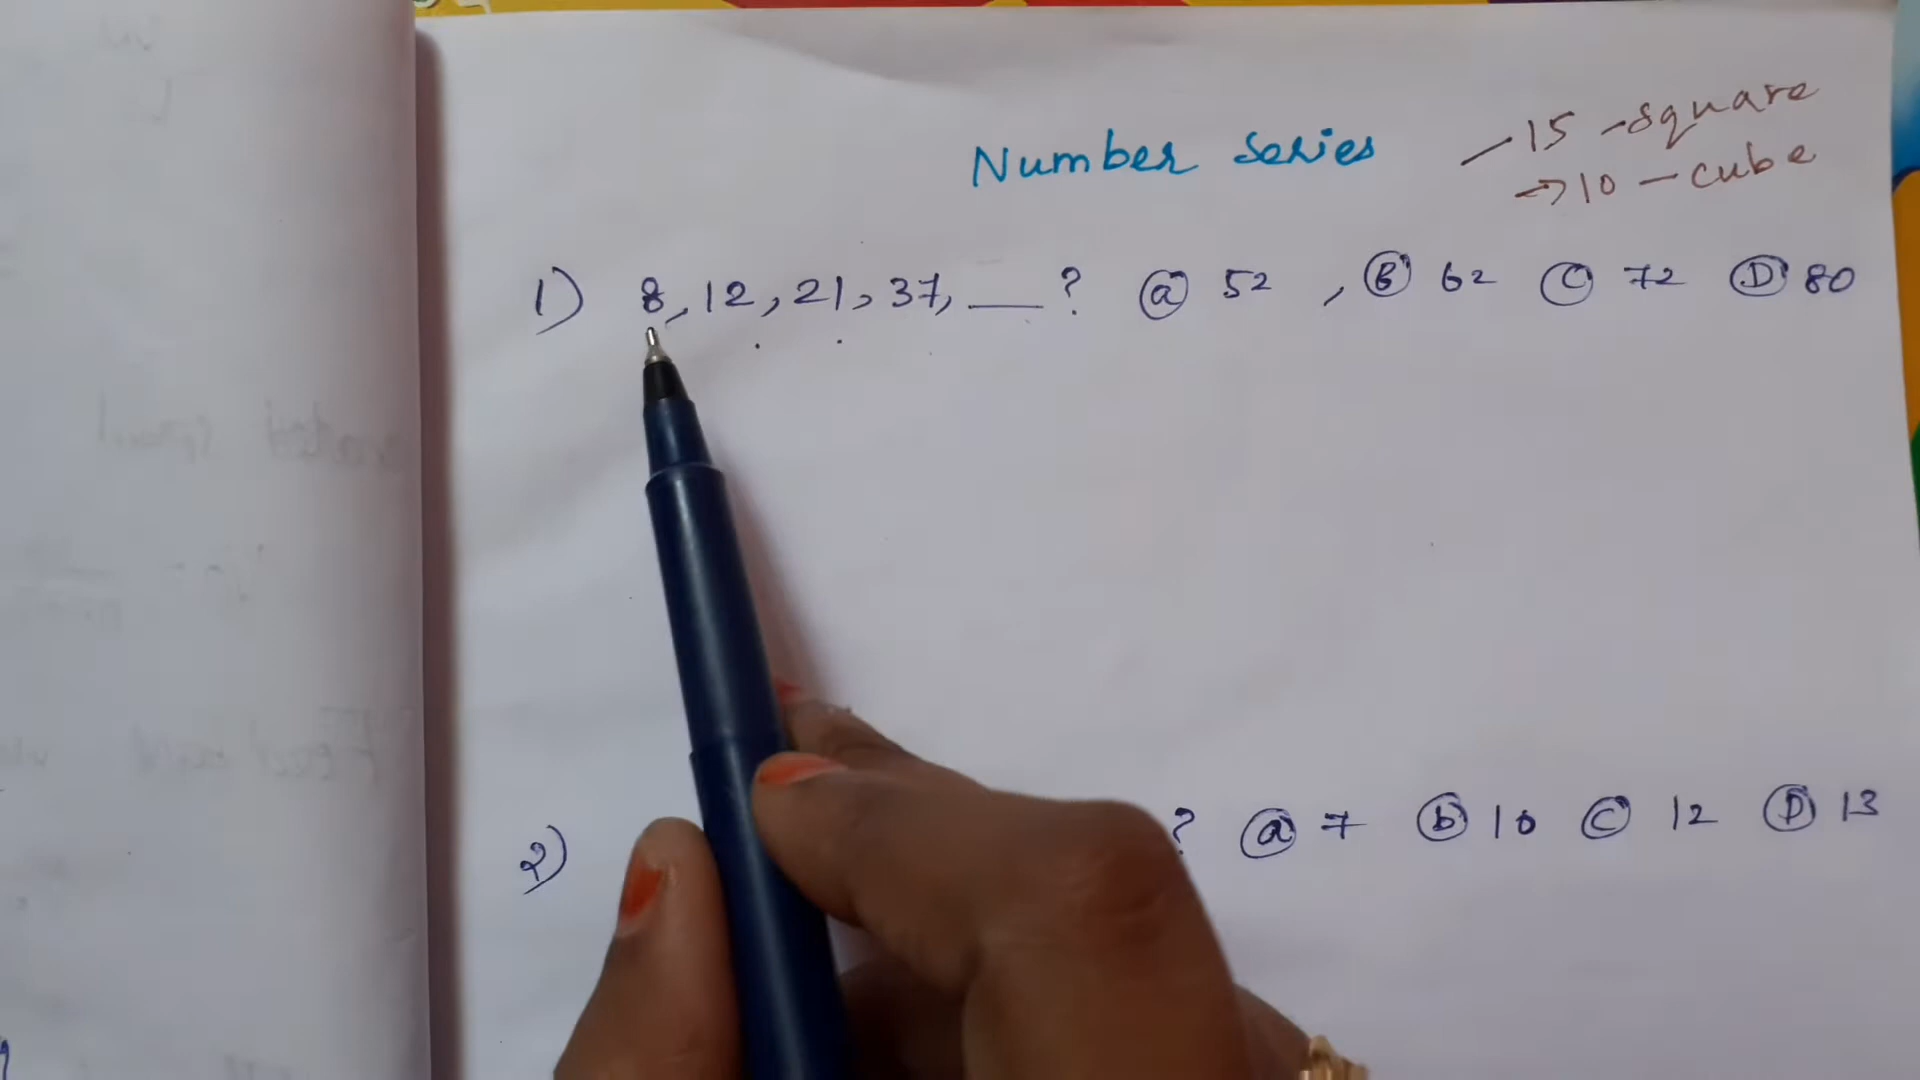 Number Series
-15 - square
→ 10 - cube
1) 8, 12, 21, 37, ___ ? (a) 52 , (B) 62 (C) 72 (D) 80
2) ? (a) 7 (b) 10 (C) 12 (D) 13